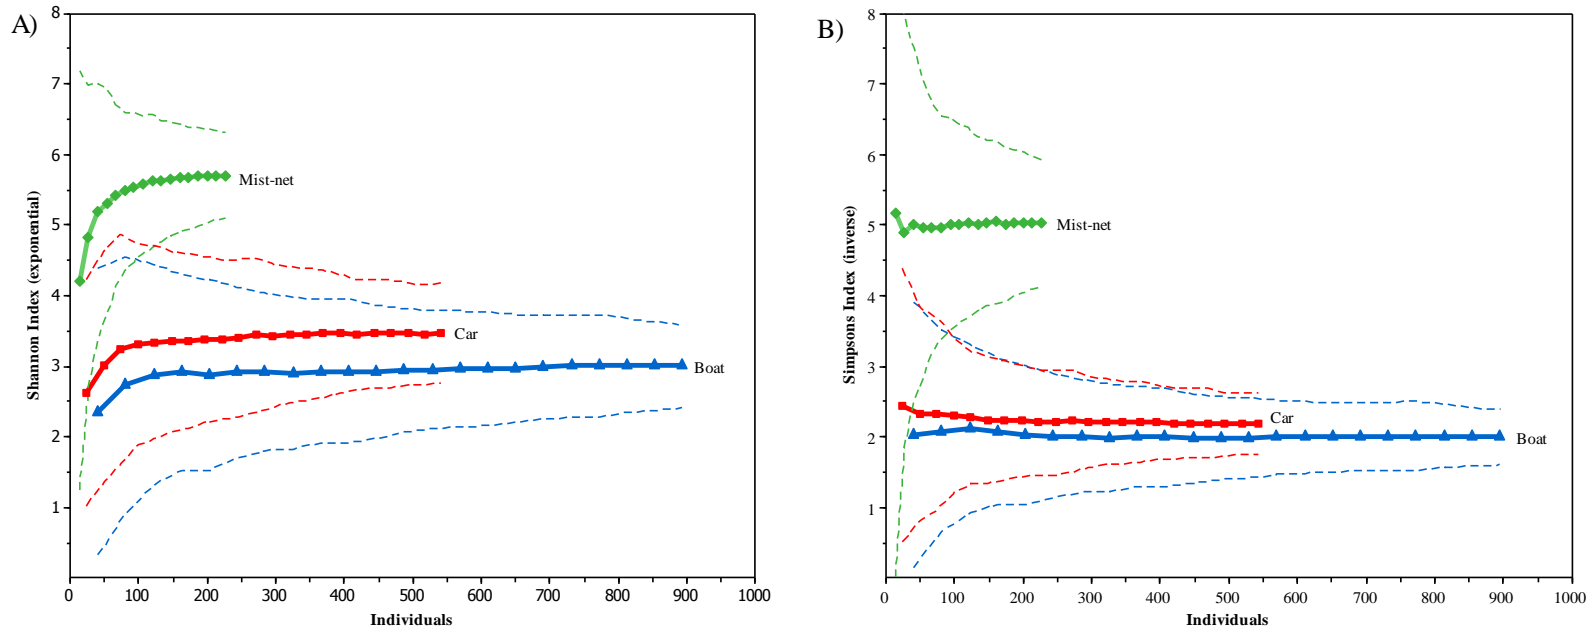 A)
Shannon Index (exponential)
8
7
6
5
4
3
2
1
Mist-net
Car
Boat
0 100 200 300 400 500 600 700 800 900 1000
Individuals
B)
Simpsons Index (inverse)
8
7
6
5
4
3
2
1
Mist-net
Car
Boat
0 100 200 300 400 500 600 700 800 900 1000
Individuals